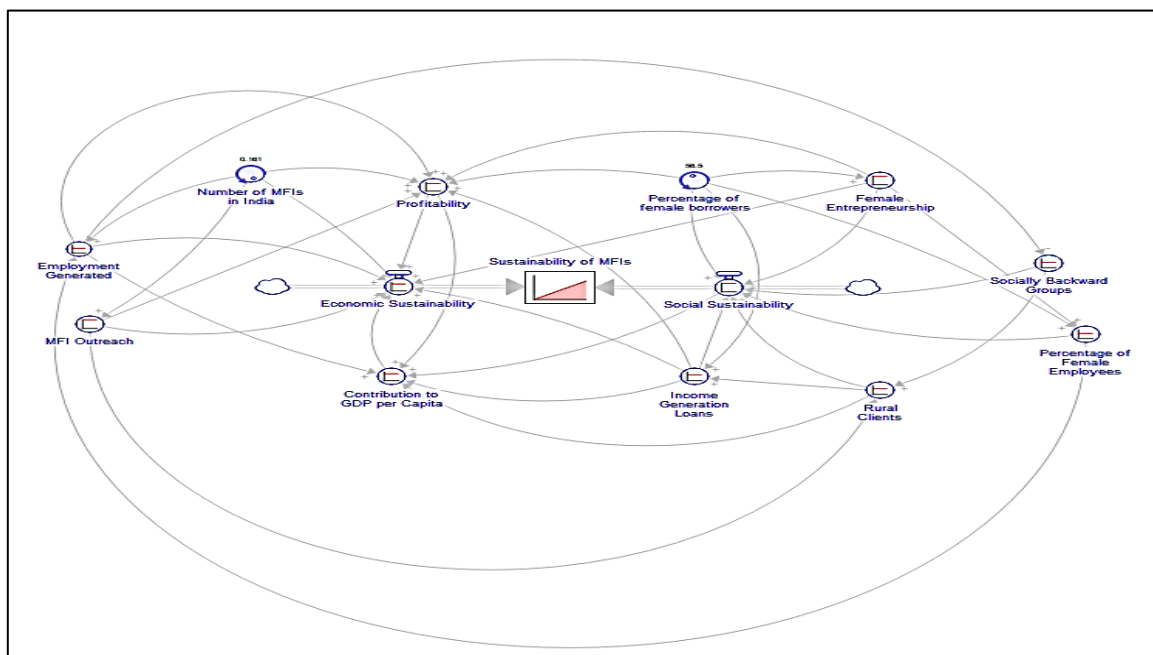 0.161
Number of MFIs
in India
Profitability
56.5
Percentage of
female borrowers
Female
Entrepreneurship
Employment
Generated
Sustainability of MFIs
Economic Sustainability
Social Sustainability
Socially Backward
Groups
MFI Outreach
Percentage of
Female
Employees
Contribution to
GDP per Capita
Income
Generation
Loans
Rural
Clients